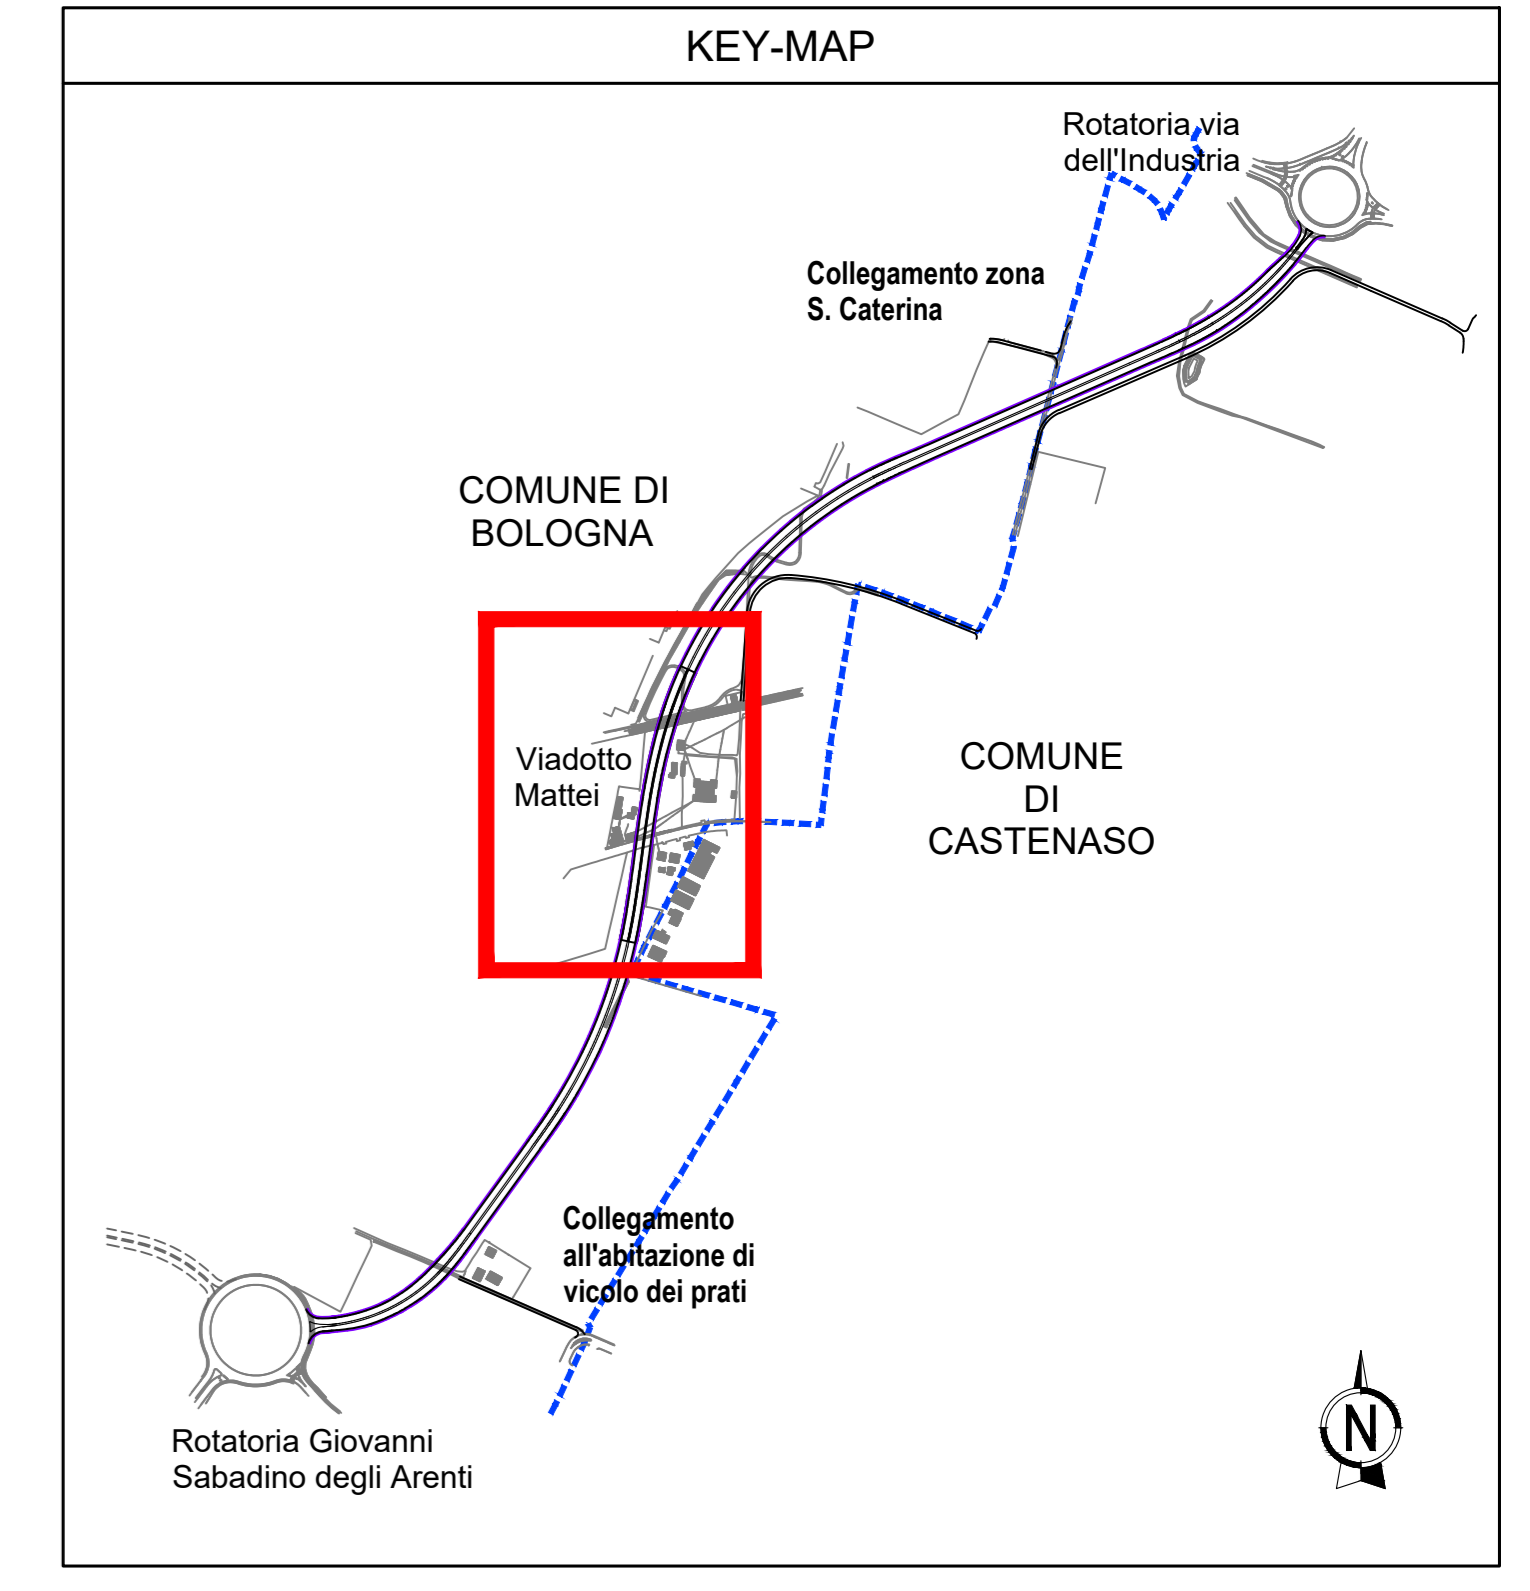 KEY-MAP
Rotatoria via
dell'Industria
Collegamento zona
S. Caterina
COMUNE DI
BOLOGNA
Viadotto
Mattei
COMUNE
DI
CASTENASO
Collegamento
all'abitazione di
vicolo dei prati
Rotatoria Giovanni
Sabadino degli Arenti
N